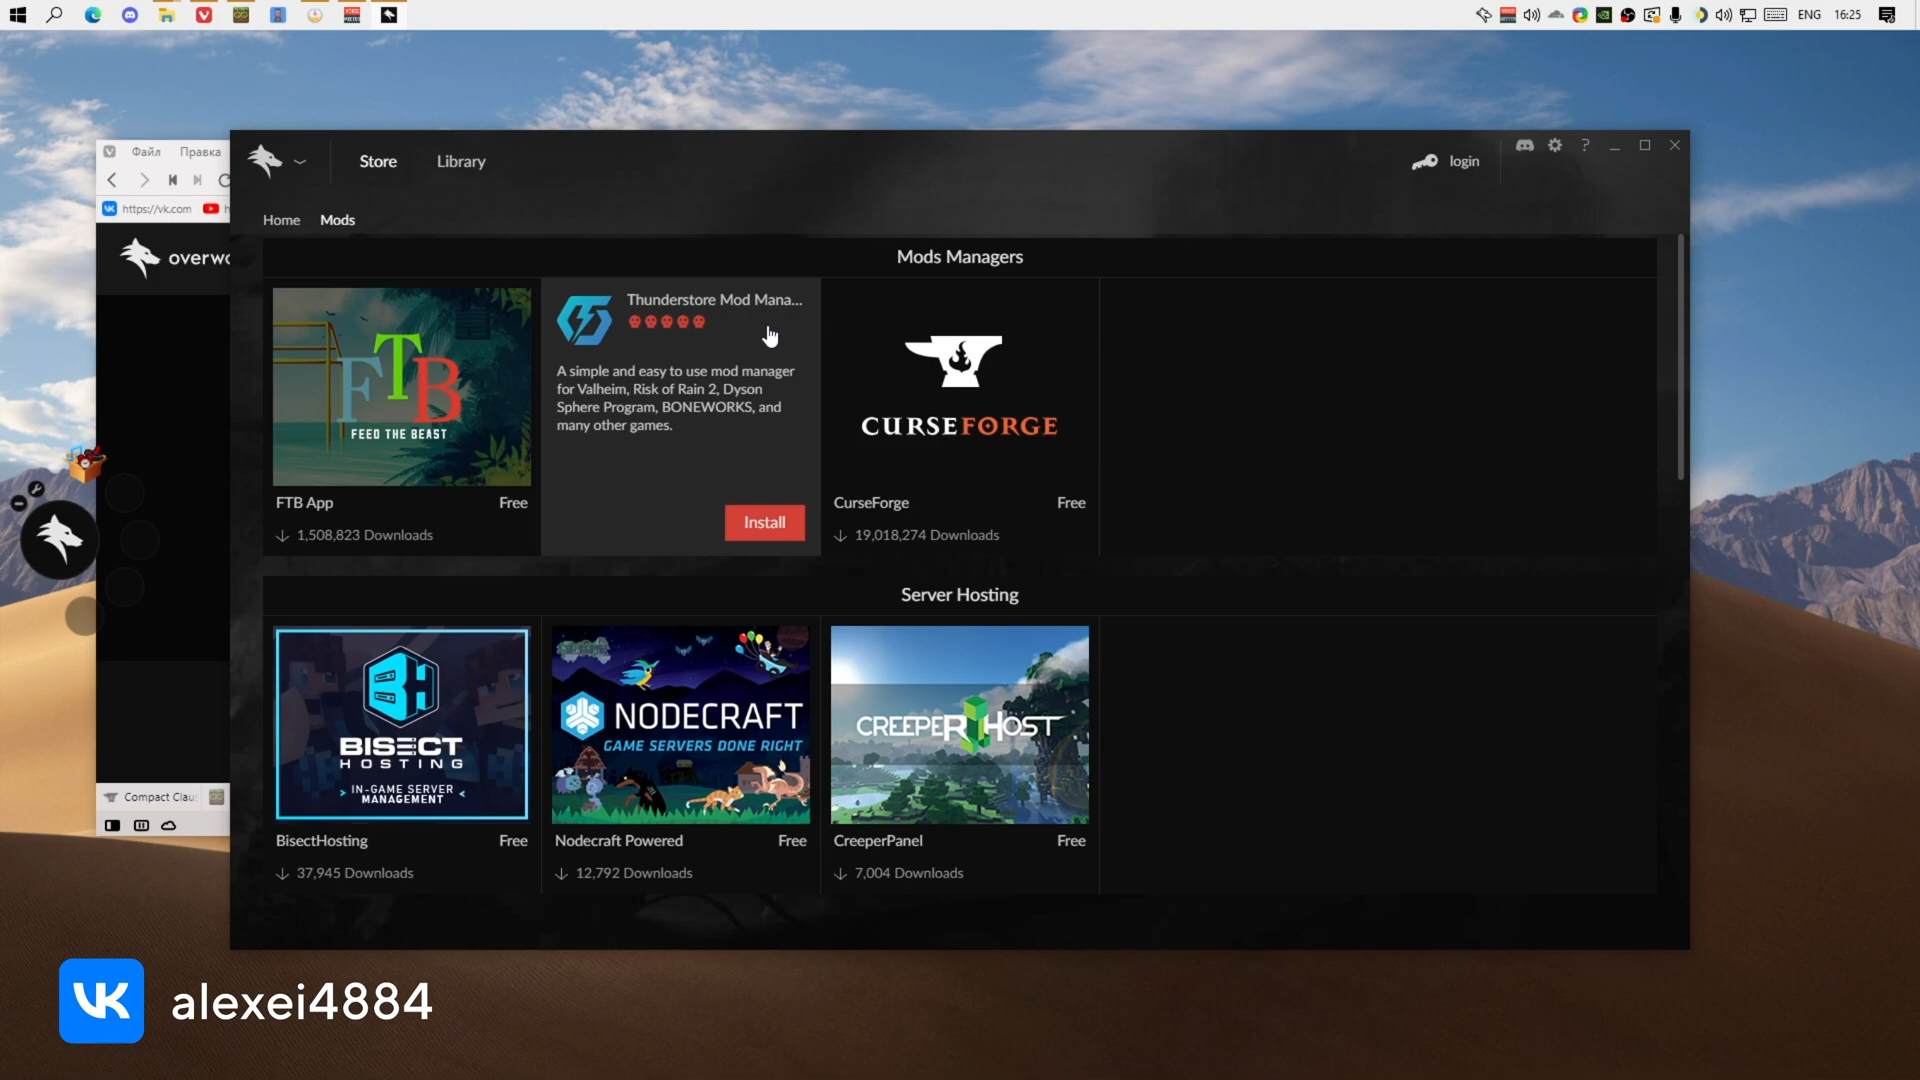 ENG 16:25
Файл Правка
https://vk.com
overwo
Compact Clau
Store Library
login
Home Mods
Mods Managers
FTB
FEED THE BEAST
FTB App Free
1,508,823 Downloads
Thunderstore Mod Mana...
A simple and easy to use mod manager
for Valheim, Risk of Rain 2, Dyson
Sphere Program, BONEWORKS, and
many other games.
Install
CURSEFORGE
CurseForge Free
19,018,274 Downloads
Server Hosting
BH
BISECT
HOSTING
> IN-GAME SERVER
MANAGEMENT <
BisectHosting Free
37,945 Downloads
NODECRAFT
GAME SERVERS DONE RIGHT
Nodecraft Powered Free
12,792 Downloads
CREEPER HOST
CreeperPanel Free
7,004 Downloads
VK alexei4884